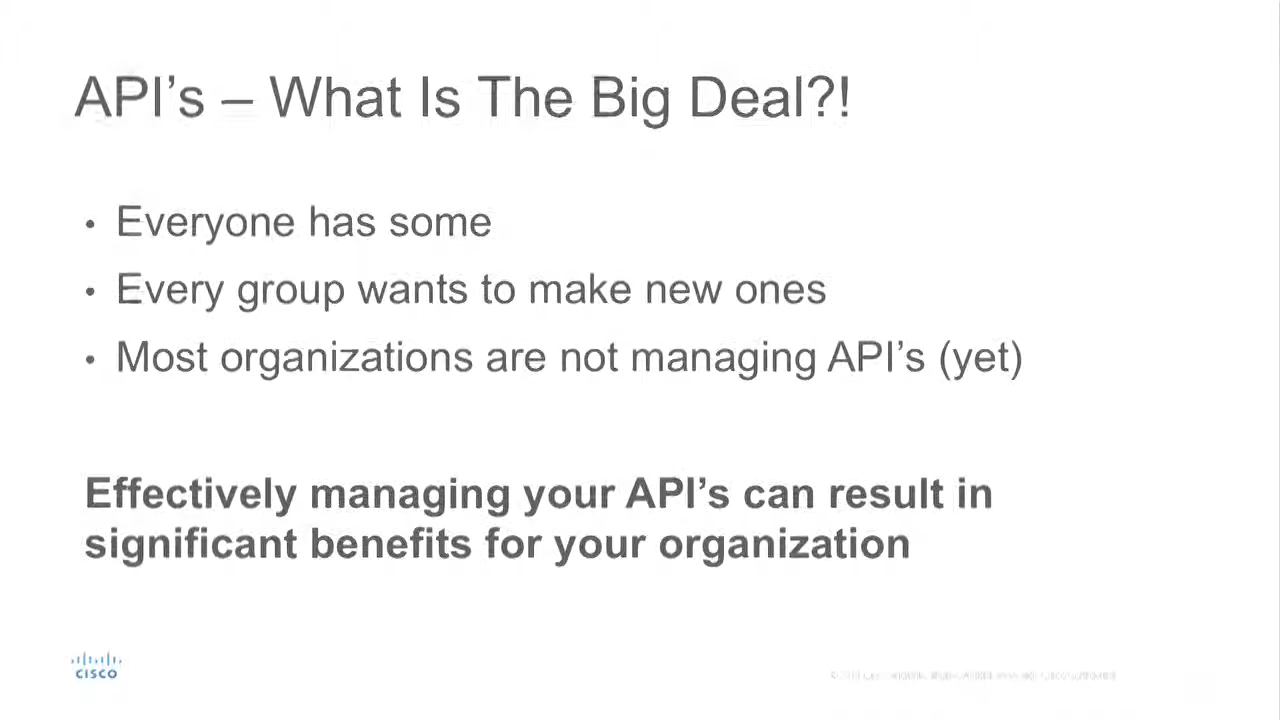 API’s – What Is The Big Deal?!
• Everyone has some
• Every group wants to make new ones
• Most organizations are not managing API’s (yet)
Effectively managing your API’s can result in
significant benefits for your organization
CISCO